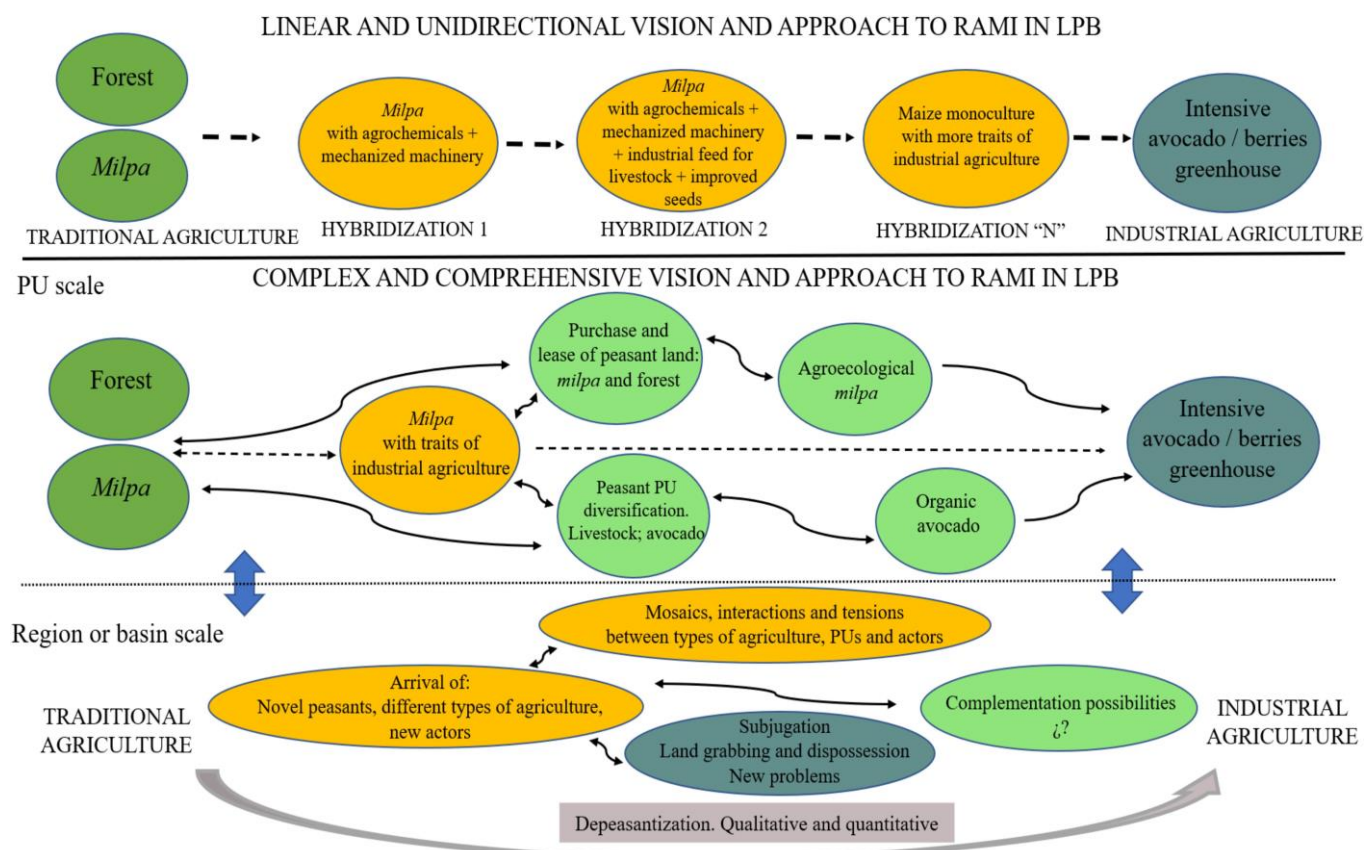 LINEAR AND UNIDIRECTIONAL VISION AND APPROACH TO RAMI IN LPB
Forest
Milpa
TRADITIONAL AGRICULTURE
Milpa
with agrochemicals +
mechanized machinery
HYBRIDIZATION 1
Milpa
with agrochemicals +
mechanized machinery
+ industrial feed for
livestock + improved
seeds
HYBRIDIZATION 2
Maize monoculture
with more traits of
industrial agriculture
HYBRIDIZATION “N”
Intensive
avocado / berries
greenhouse
INDUSTRIAL AGRICULTURE
PU scale
COMPLEX AND COMPREHENSIVE VISION AND APPROACH TO RAMI IN LPB
Forest
Milpa
Milpa
with traits of
industrial agriculture
Purchase and
lease of peasant land:
milpa and forest
Agroecological
milpa
Peasant PU
diversification.
Livestock; avocado
Organic
avocado
Intensive
avocado / berries
greenhouse
Region or basin scale
Mosaics, interactions and tensions
between types of agriculture, PUs and actors
TRADITIONAL
AGRICULTURE
Arrival of:
Novel peasants, different types of agriculture,
new actors
Subjugation
Land grabbing and dispossession
New problems
Complementation possibilities
¿?
INDUSTRIAL
AGRICULTURE
Depeasantization. Qualitative and quantitative